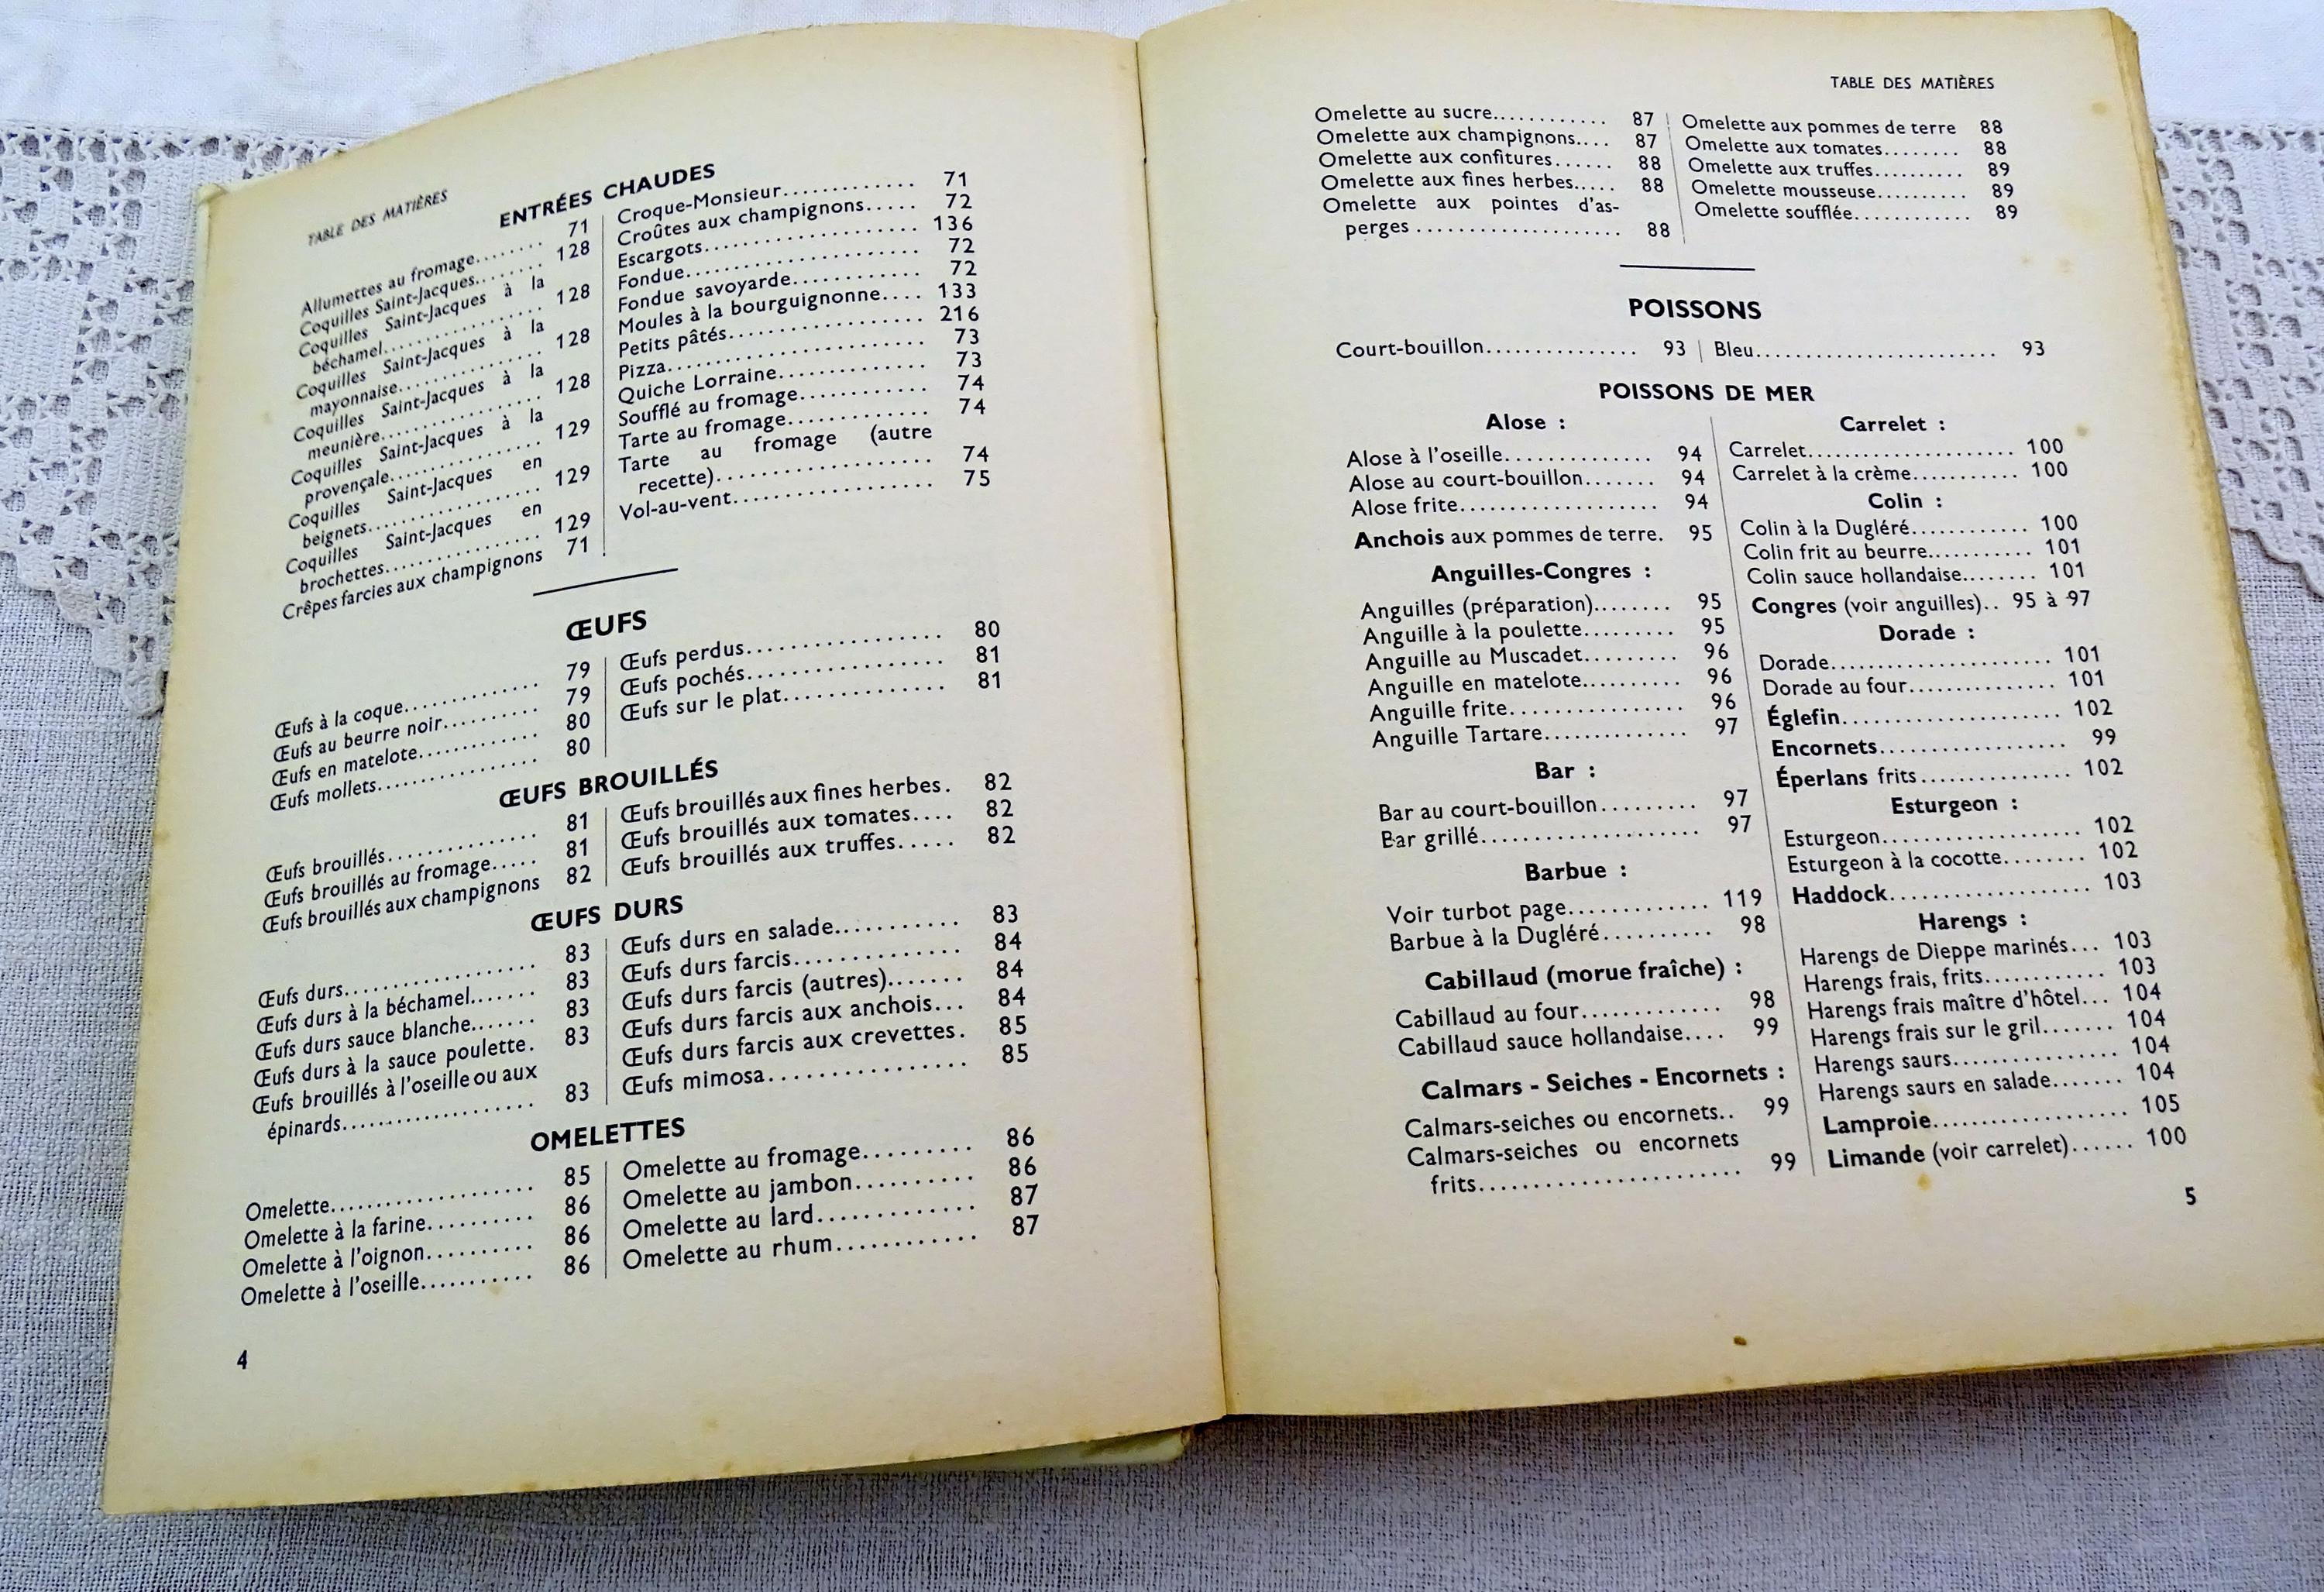 TABLE DES MATIÈRES
ENTRÉES CHAUDES
Allumettes au fromage....... 71
Coquilles Saint-Jacques....... 128
Coquilles Saint-Jacques à la
béchamel................ 128
Coquilles Saint-Jacques à la
mayonnaise.............. 128
Coquilles Saint-Jacques à la
meunière................ 128
Coquilles Saint-Jacques à la
provençale............... 129
Coquilles Saint-Jacques en
beignets................. 129
Coquilles Saint-Jacques en
brochettes............... 129
Crêpes farcies aux champignons 71
Croque-Monsieur............. 71
Croûtes aux champignons..... 72
Escargots.................... 136
Fondue...................... 72
Fondue savoyarde............ 72
Moules à la bourguignonne.... 133
Petits pâtés.................. 216
Pizza........................ 73
Quiche Lorraine.............. 73
Soufflé au fromage........... 74
Tarte au fromage............. 74
Tarte au fromage (autre
recette).................. 74
Vol-au-vent.................. 75
ŒUFS
Œufs à la coque.............. 79
Œufs au beurre noir.......... 79
Œufs en matelote............. 80
Œufs mollets................. 80
Œufs perdus.................. 80
Œufs pochés.................. 81
Œufs sur le plat.............. 81
ŒUFS BROUILLÉS
Œufs brouillés............... 81
Œufs brouillés au fromage..... 81
Œufs brouillés aux champignons 82
Œufs brouillés aux fines herbes. 82
Œufs brouillés aux tomates.... 82
Œufs brouillés aux truffes..... 82
ŒUFS DURS
Œufs durs.................... 83
Œufs durs à la béchamel....... 83
Œufs durs sauce blanche....... 83
Œufs durs à la sauce poulette. 83
Œufs brouillés à l'oseille ou aux
épinards.................. 83
Œufs durs en salade........... 83
Œufs durs farcis.............. 84
Œufs durs farcis (autres)....... 84
Œufs durs farcis aux anchois... 84
Œufs durs farcis aux crevettes. 85
Œufs mimosa................ 85
OMELETTES
Omelette.................... 85
Omelette à la farine.......... 86
Omelette à l'oignon.......... 86
Omelette à l'oseille........... 86
Omelette au fromage......... 86
Omelette au jambon.......... 86
Omelette au lard............. 87
Omelette au rhum............ 87
4
TABLE DES MATIÈRES
Omelette au sucre............ 87
Omelette aux champignons.... 87
Omelette aux confitures...... 88
Omelette aux fines herbes..... 88
Omelette aux pointes d'as-
perges ................... 88
Omelette aux pommes de terre 88
Omelette aux tomates........ 88
Omelette aux truffes.......... 89
Omelette mousseuse.......... 89
Omelette soufflée............ 89
POISSONS
Court-bouillon............... 93
Bleu........................ 93
POISSONS DE MER
Alose :
Alose à l'oseille.............. 94
Alose au court-bouillon....... 94
Alose frite................... 94
Anchois aux pommes de terre. 95
Anguilles-Congres :
Anguilles (préparation)........ 95
Anguille à la poulette......... 95
Anguille au Muscadet......... 96
Anguille en matelote.......... 96
Anguille frite................ 96
Anguille Tartare.............. 97
Bar :
Bar au court-bouillon......... 97
Bar grillé.................... 97
Barbue :
Voir turbot page............. 119
Barbue à la Dugléré.......... 98
Cabillaud (morue fraîche) :
Cabillaud au four............. 98
Cabillaud sauce hollandaise.... 99
Calmars - Seiches - Encornets :
Calmars-seiches ou encornets.. 99
Calmars-seiches ou encornets
frits....................... 99
Carrelet :
Carrelet..................... 100
Carrelet à la crème........... 100
Colin :
Colin à la Dugléré............ 100
Colin frit au beurre........... 101
Colin sauce hollandaise........ 101
Congres (voir anguilles).. 95 à 97
Dorade :
Dorade...................... 101
Dorade au four............... 101
Églefin...................... 102
Encornets................... 99
Éperlans frits............... 102
Esturgeon :
Esturgeon................... 102
Esturgeon à la cocotte........ 102
Haddock................... 103
Harengs :
Harengs de Dieppe marinés... 103
Harengs frais, frits............ 103
Harengs frais maître d'hôtel... 104
Harengs frais sur le gril....... 104
Harengs saurs................ 104
Harengs saurs en salade....... 104
Lamproie................... 105
Limande (voir carrelet)...... 100
5